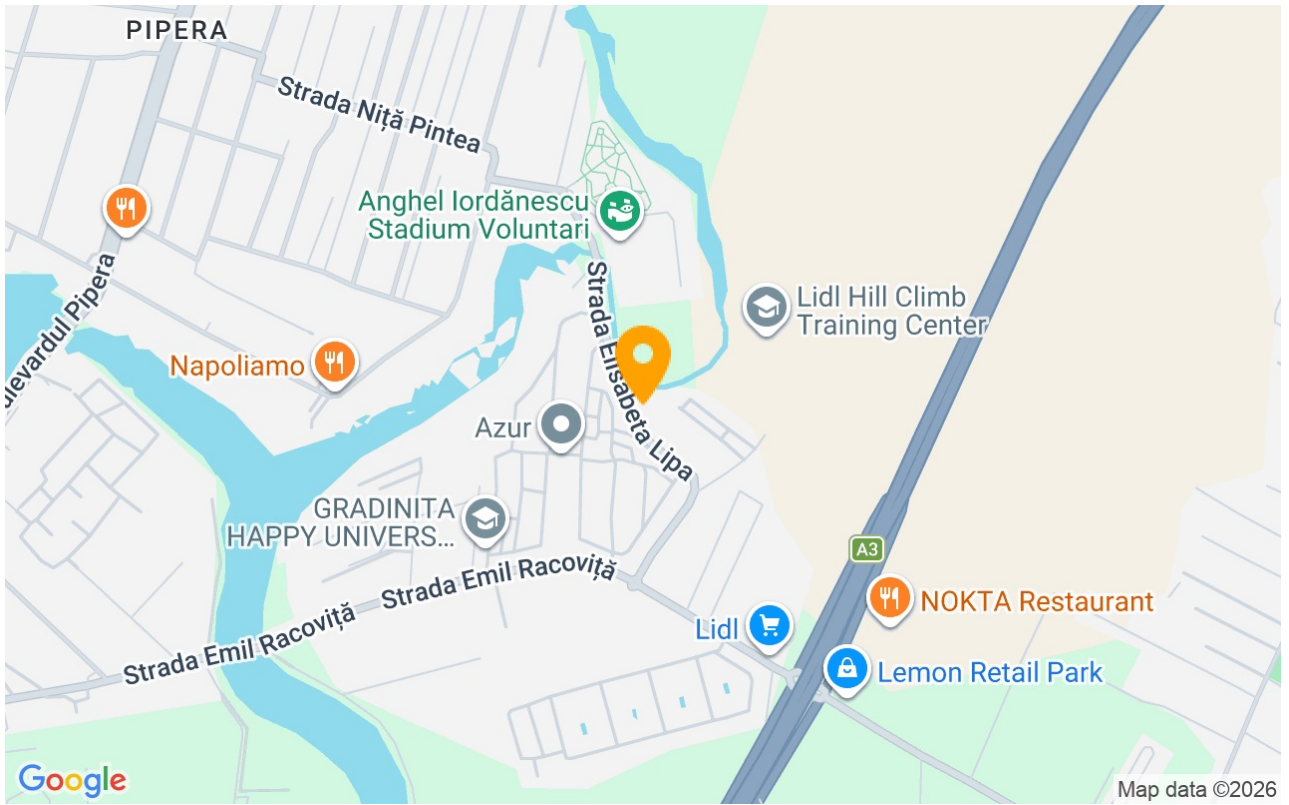 PIPERA
Strada Niță Pintea
Anghel Iordănescu
Stadium Voluntari
Strada Elisabeta Lipa
Lidl Hill Climb
Training Center
ulevardul Pipera
Napoliamo
Azur
GRADINITA
HAPPY UNIVERS...
A3
Strada Emil Racoviță
Strada Emil Racoviță
NOKTA Restaurant
Lidl
Lemon Retail Park
Google
Map data ©2026